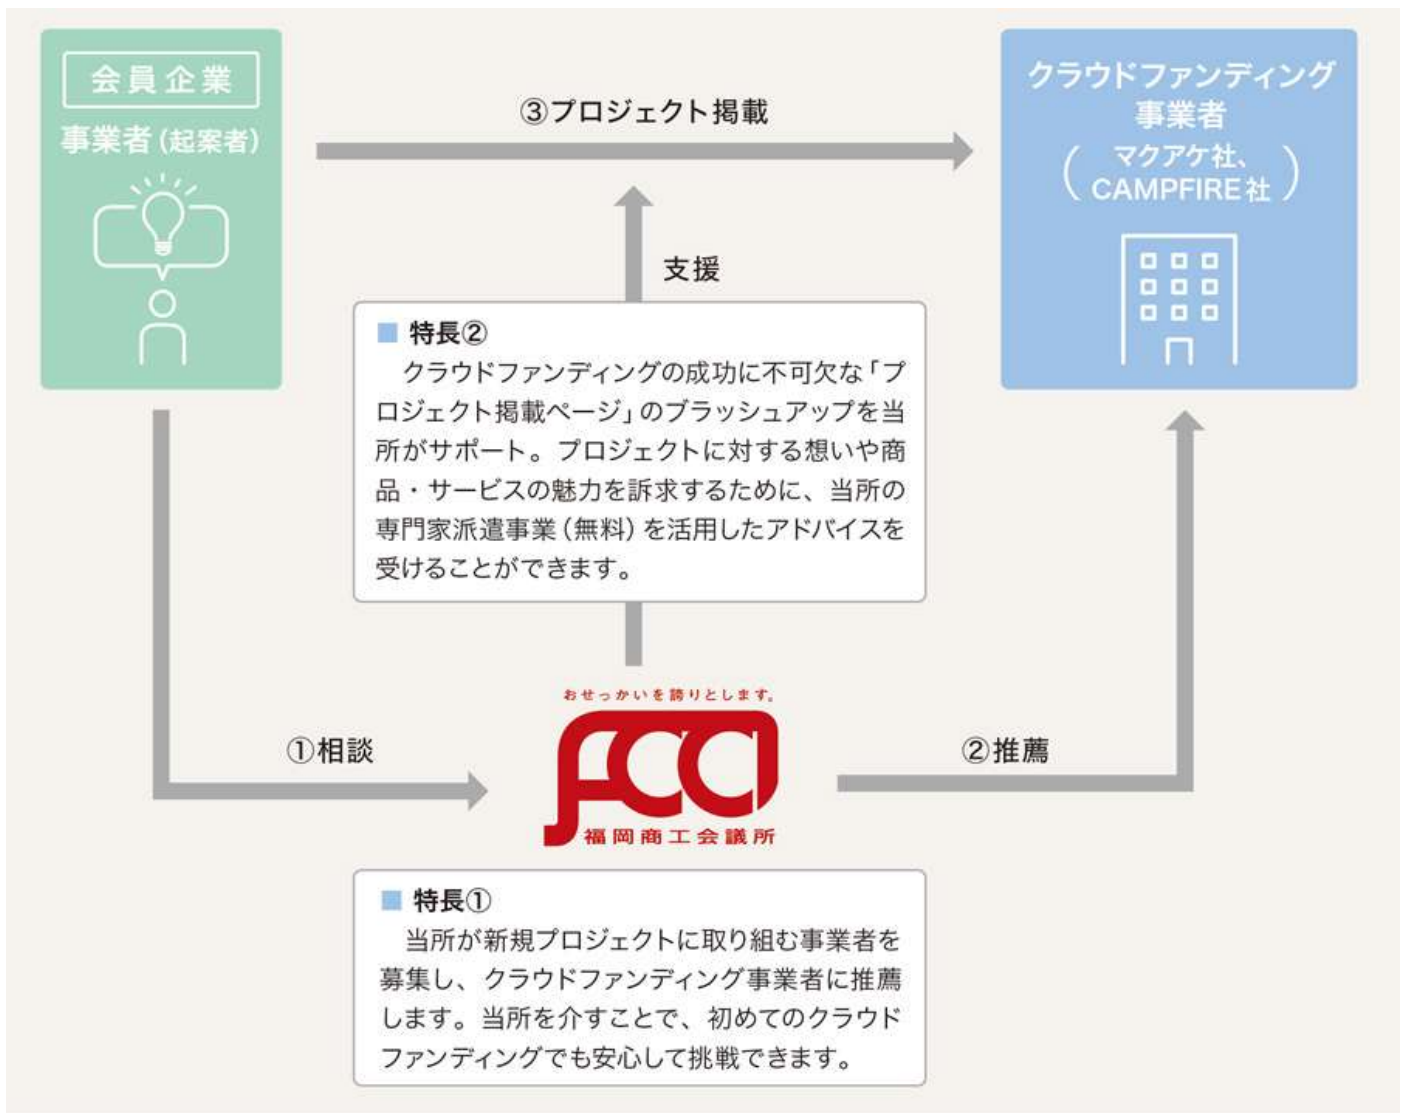 会員企業
事業者（起案者）
③プロジェクト掲載
クラウドファンディング
事業者
（マクアケ社、
CAMPFIRE社）
支援
■ 特長②
クラウドファンディングの成功に不可欠な「プ
ロジェクト掲載ページ」のブラッシュアップを当
所がサポート。プロジェクトに対する想いや商
品・サービスの魅力を訴求するために、当所の
専門家派遣事業（無料）を活用したアドバイスを
受けることができます。
①相談
おせっかいを誇りとします。
FCCI
福岡商工会議所
②推薦
■ 特長①
当所が新規プロジェクトに取り組む事業者を
募集し、クラウドファンディング事業者に推薦
します。当所を介すことで、初めてのクラウド
ファンディングでも安心して挑戦できます。